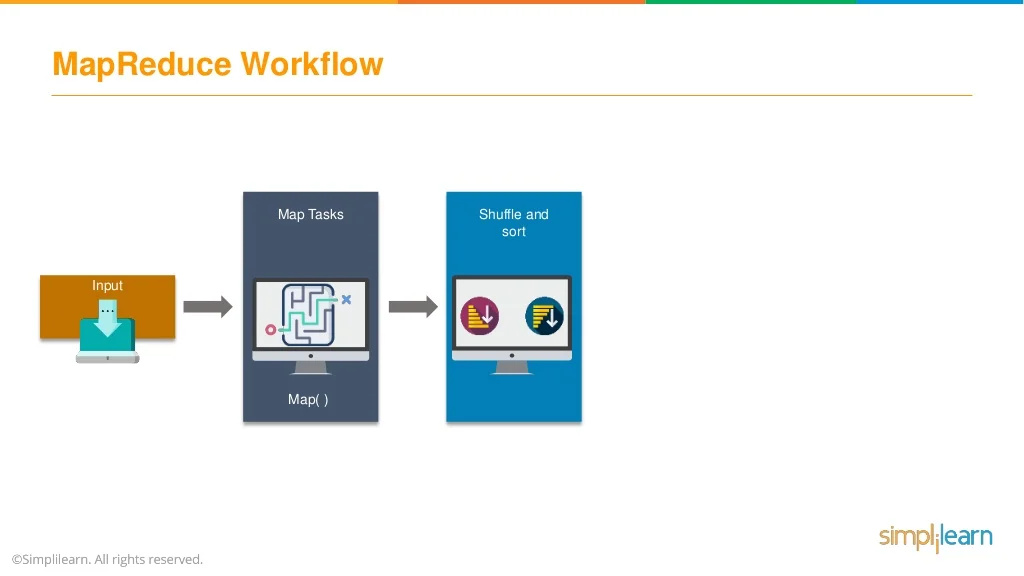 MapReduce Workflow
Map Tasks
Shuffle and
sort
Input
Map( )
simplilearn
©Simplilearn. All rights reserved.